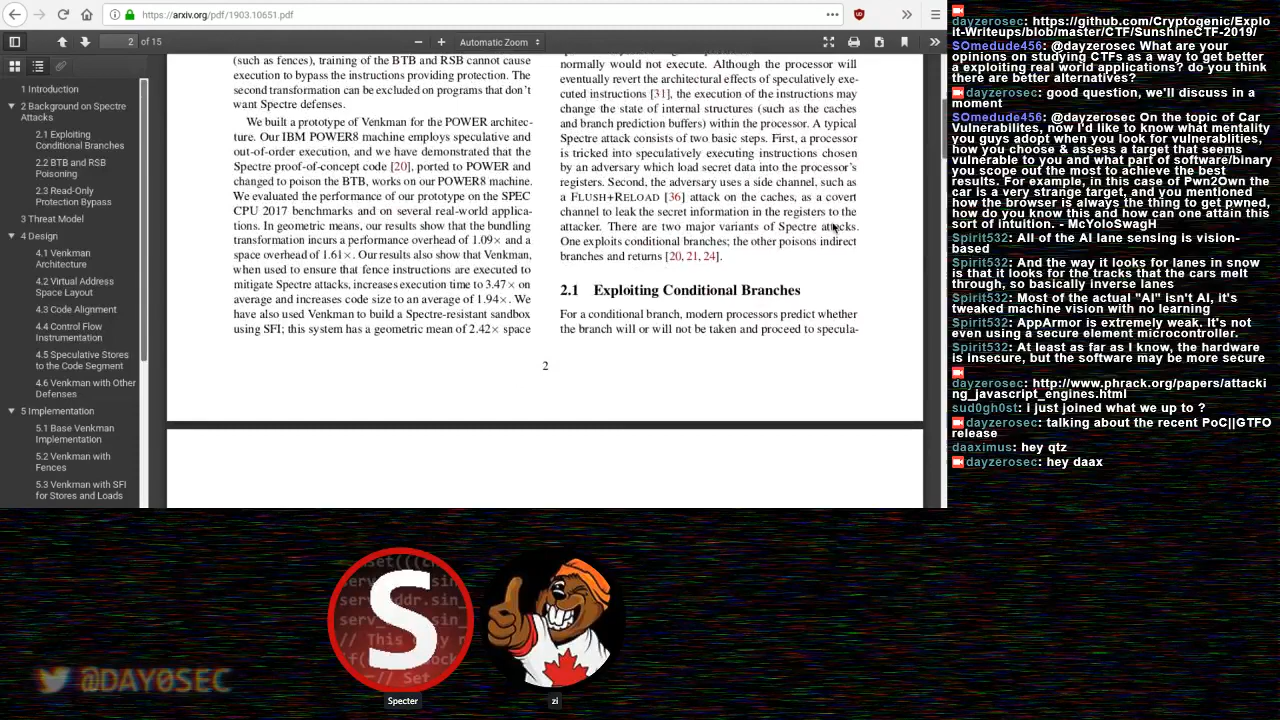 https://arxiv.org/pdf/1903.10651.pdf
2 of 15
Automatic Zoom
1 Introduction
2 Background on Spectre
Attacks
2.1 Exploiting
Conditional Branches
2.2 BTB and RSB
Poisoning
2.3 Read-Only
Protection Bypass
3 Threat Model
4 Design
4.1 Venkman
Architecture
4.2 Virtual Address
Space Layout
4.3 Code Alignment
4.4 Control Flow
Instructions
4.5 Speculative Stores
to the Code Segment
4.6 Venkman with Other
Defenses
5 Implementation
5.1 Base Venkman
Implementation
5.2 Venkman with
Fences
5.3 Venkman with SFI
for Stores and Loads
(such as fences), training of the BTB and RSB cannot cause
execution to bypass the instructions providing protection. The
second transformation can be excluded on programs that don't
want Spectre defenses.
We built a prototype of Venkman for the POWER architec-
ture. Our IBM POWER8 machine employs speculative and
out-of-order execution, and we have demonstrated that the
Spectre proof-of-concept code [20], ported to POWER and
changed to poison the BTB, works on our POWER8 machine.
We evaluated the performance of our prototype on the SPEC
CPU 2017 benchmarks and on several real-world applica-
tions. In geometric means, our results show that the bundling
transformation incurs a performance overhead of 1.09× and a
space overhead of 1.61×. Our results also show that Venkman,
when used to ensure that fence instructions are executed to
mitigate Spectre attacks, increases execution time to 3.47× on
average and increases code size to an average of 1.94×. We
have also used Venkman to build a Spectre-resistant sandbox
using SFI; this system has a geometric mean of 2.42× space
normally would not execute. Although the processor will
eventually revert the architectural effects of speculatively exe-
cuted instructions [31], the execution of the instructions may
change the state of internal structures (such as the caches
and branch prediction buffers) within the processor. A typical
Spectre attack consists of two basic steps. First, a processor
is tricked into speculatively executing instructions chosen
by an adversary which load secret data into the processor's
registers. Second, the adversary uses a side channel, such as
a FLUSH+RELOAD [36] attack on the caches, as a covert
channel to leak the secret information in the registers to the
attacker. There are two major variants of Spectre attacks.
One exploits conditional branches; the other poisons indirect
branches and returns [20, 21, 24].
2.1 Exploiting Conditional Branches
For a conditional branch, modern processors predict whether
the branch will or will not be taken and proceed to specula-
2
dayzerosec: https://github.com/Cryptogenic/Explo
it-Writeups/blob/master/CTF/SunshineCTF-2019/
SOmedude456: @dayzerosec What are your
opinions on studying CTFs as a way to get better
a exploiting real world applications? do you think
there are better alternatives?
dayzerosec: good question, we'll discuss in a
moment
SOmedude456: @dayzerosec On the topic of Car
Vulnerabilites, now I'd like to know what mentality
you guys adopt when you look for vulnerabilities,
how you choose & assess a target that seems
vulnerable to you and what part of software/binary
you scope out the most to achieve the best
results. For example, in this case of Pwn2Own the
car is a very strange target, and you mentioned
how the browser is always the thing to get pwned,
how do you know this and how can one attain this
sort of intuition. - McYoloSwagH
Spirit532: All of the AI lane sensing is vision-
based
Spirit532: And the way it looks for lanes in snow
is that it looks for the tracks that the cars melt
through, so basically inverse lanes
Spirit532: Most of the actual "AI" isn't AI, it's
tweaked machine vision with no learning
Spirit532: AppArmor is extremely weak. It's not
even using a secure element microcontroller.
Spirit532: At least as far as I know, the hardware
is insecure, but the software may be more secure
dayzerosec: http://www.phrack.org/papers/attacki
ng_javascript_engines.html
sud0gh0st: i just joined what we up to ?
dayzerosec: talking about the recent PoC||GTFO
release
daaximus: hey qtz
dayzerosec: hey daax
S
@DAY0SEC
Specter
zi